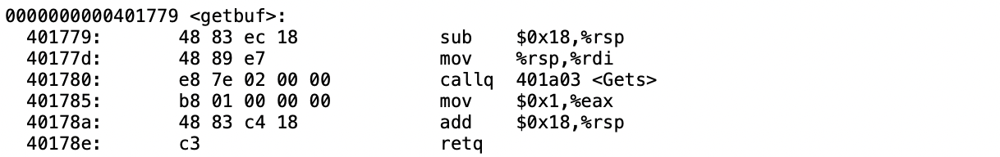 0000000000401779 <getbuf>:
401779: 48 83 ec 18 sub $0x18,%rsp
40177d: 48 89 e7 mov %rsp,%rdi
401780: e8 7e 02 00 00 callq 401a03 <Gets>
401785: b8 01 00 00 00 mov $0x1,%eax
40178a: 48 83 c4 18 add $0x18,%rsp
40178e: c3 retq